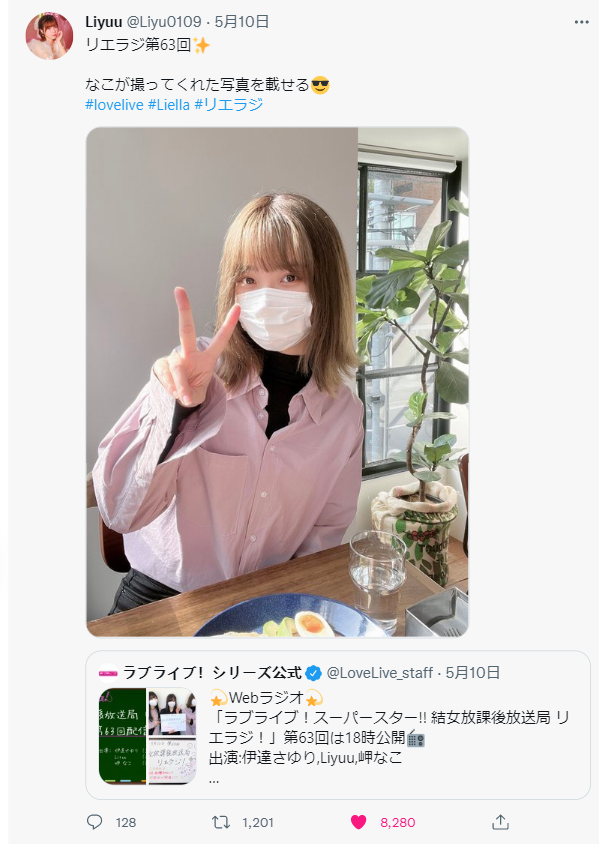 Liyuu @Liyu0109 · 5月10日
リエラジ第63回✨
なこが撮ってくれた写真を載せる😎
#lovelive #Liella #リエラジ
ラブライブ！シリーズ公式 @LoveLive_staff · 5月10日
💫Webラジオ💫
「ラブライブ！スーパースター!! 結女放課後放送局 リ
エラジ！」第63回は18時公開📻
出演:伊達さゆり,Liyuu,岬なこ
…
128 1,201 8,280